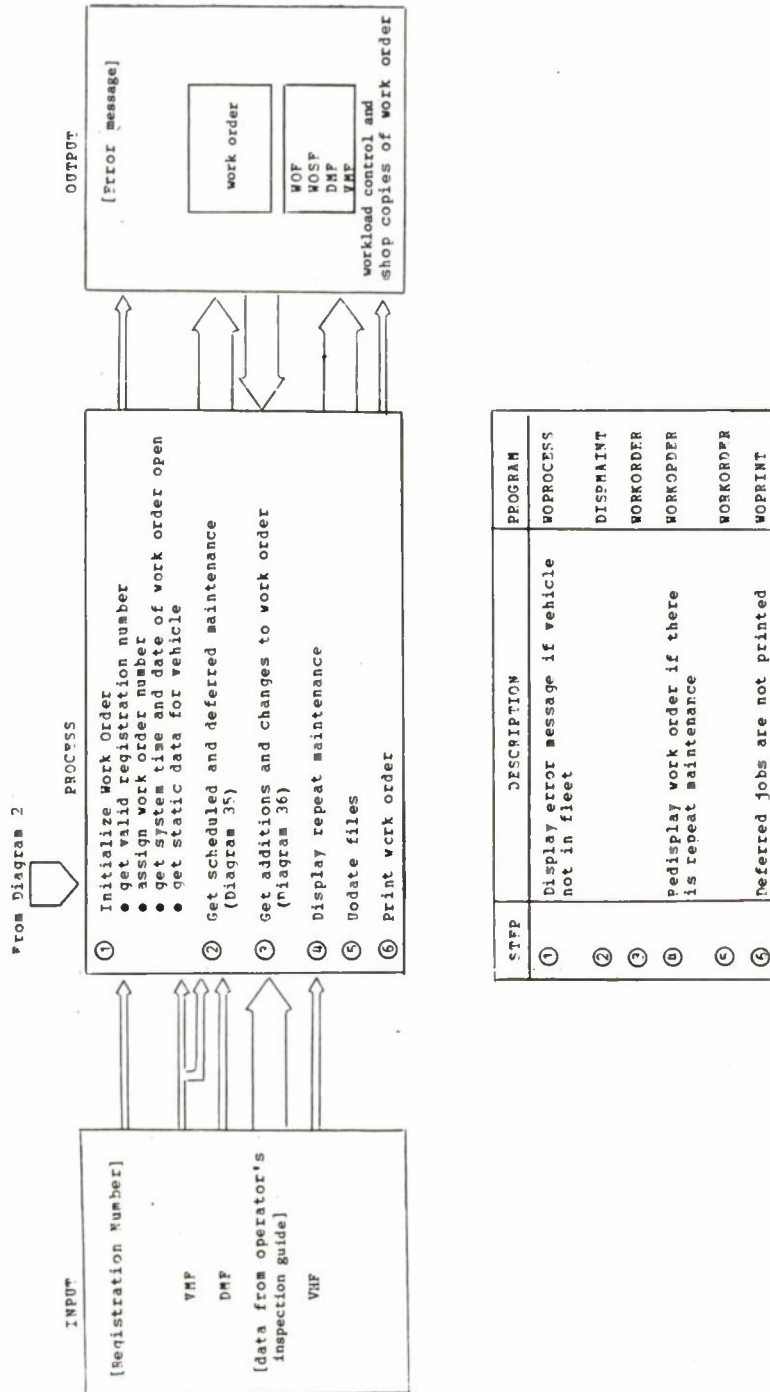 From Diagram 2
INPUT
PROCESS
OUTPUT
[Registration Number]
VMF
DMF
[data from operator's
inspection guide]
VHF
① Initialize Work Order
• get valid registration number
• assign work order number
• get system time and date of work order open
• get static data for vehicle
② Get scheduled and deferred maintenance
(Diagram 35)
③ Get additions and changes to work order
(Diagram 36)
④ Display repeat maintenance
⑤ Update files
⑥ Print work order
[Error message]
work order
WOF
WOSF
DMF
VMF
workload control and
shop copies of work order
STEP DESCRIPTION PROGRAM
① Display error message if vehicle WOPROCESS
not in fleet
② DISPMAINT
③ WORKORDER
④ Redisplay work order if there WORKORDER
is repeat maintenance
⑤ WORKORDER
⑥ Deferred jobs are not printed WOPRINT